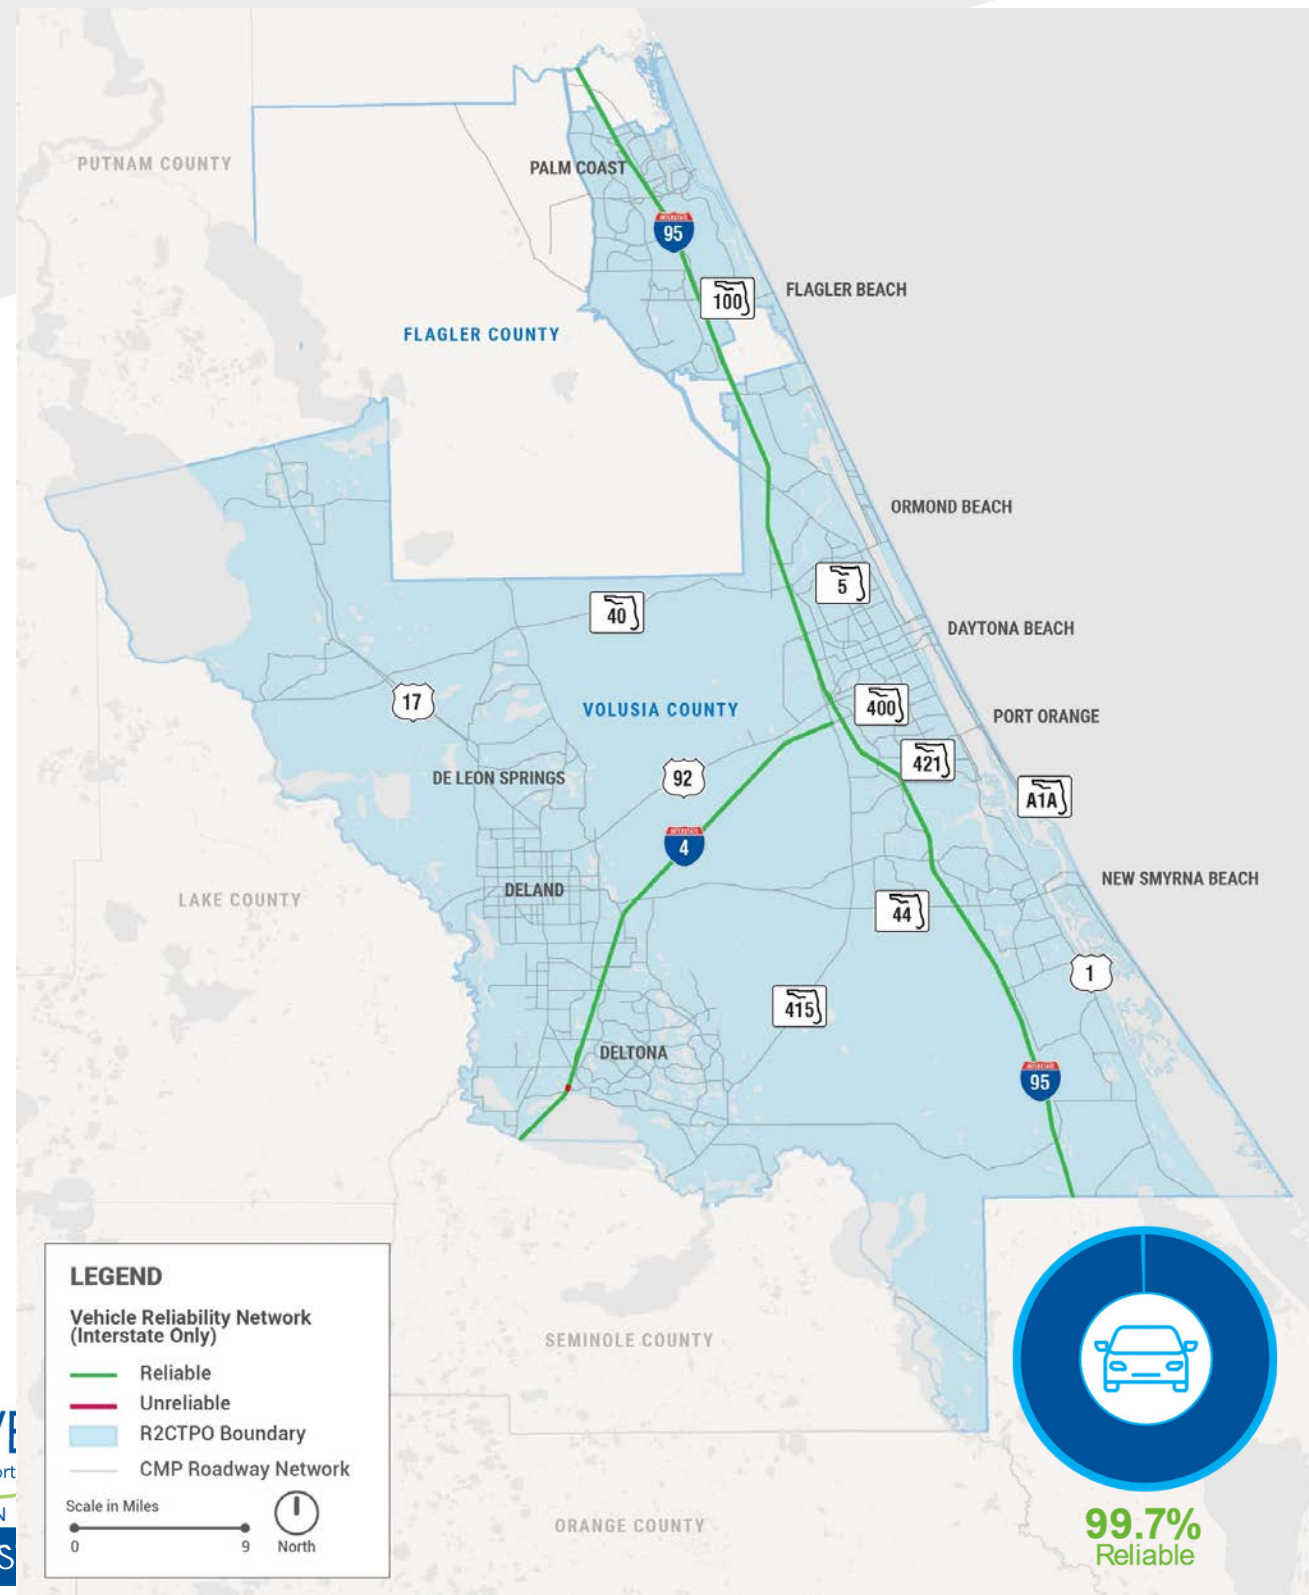 PUTNAM COUNTY
PALM COAST
INTERSTATE
95
100
FLAGLER BEACH
FLAGLER COUNTY
ORMOND BEACH
5
40
DAYTONA BEACH
17
VOLUSIA COUNTY
400
PORT ORANGE
421
DE LEON SPRINGS
92
A1A
INTERSTATE
4
LAKE COUNTY
DELAND
44
NEW SMYRNA BEACH
1
415
DELTONA
INTERSTATE
95
LEGEND
Vehicle Reliability Network
(Interstate Only)
Reliable
Unreliable
R2CTPO Boundary
CMP Roadway Network
Scale in Miles
0 9 North
SEMINOLE COUNTY
ORANGE COUNTY
99.7%
Reliable